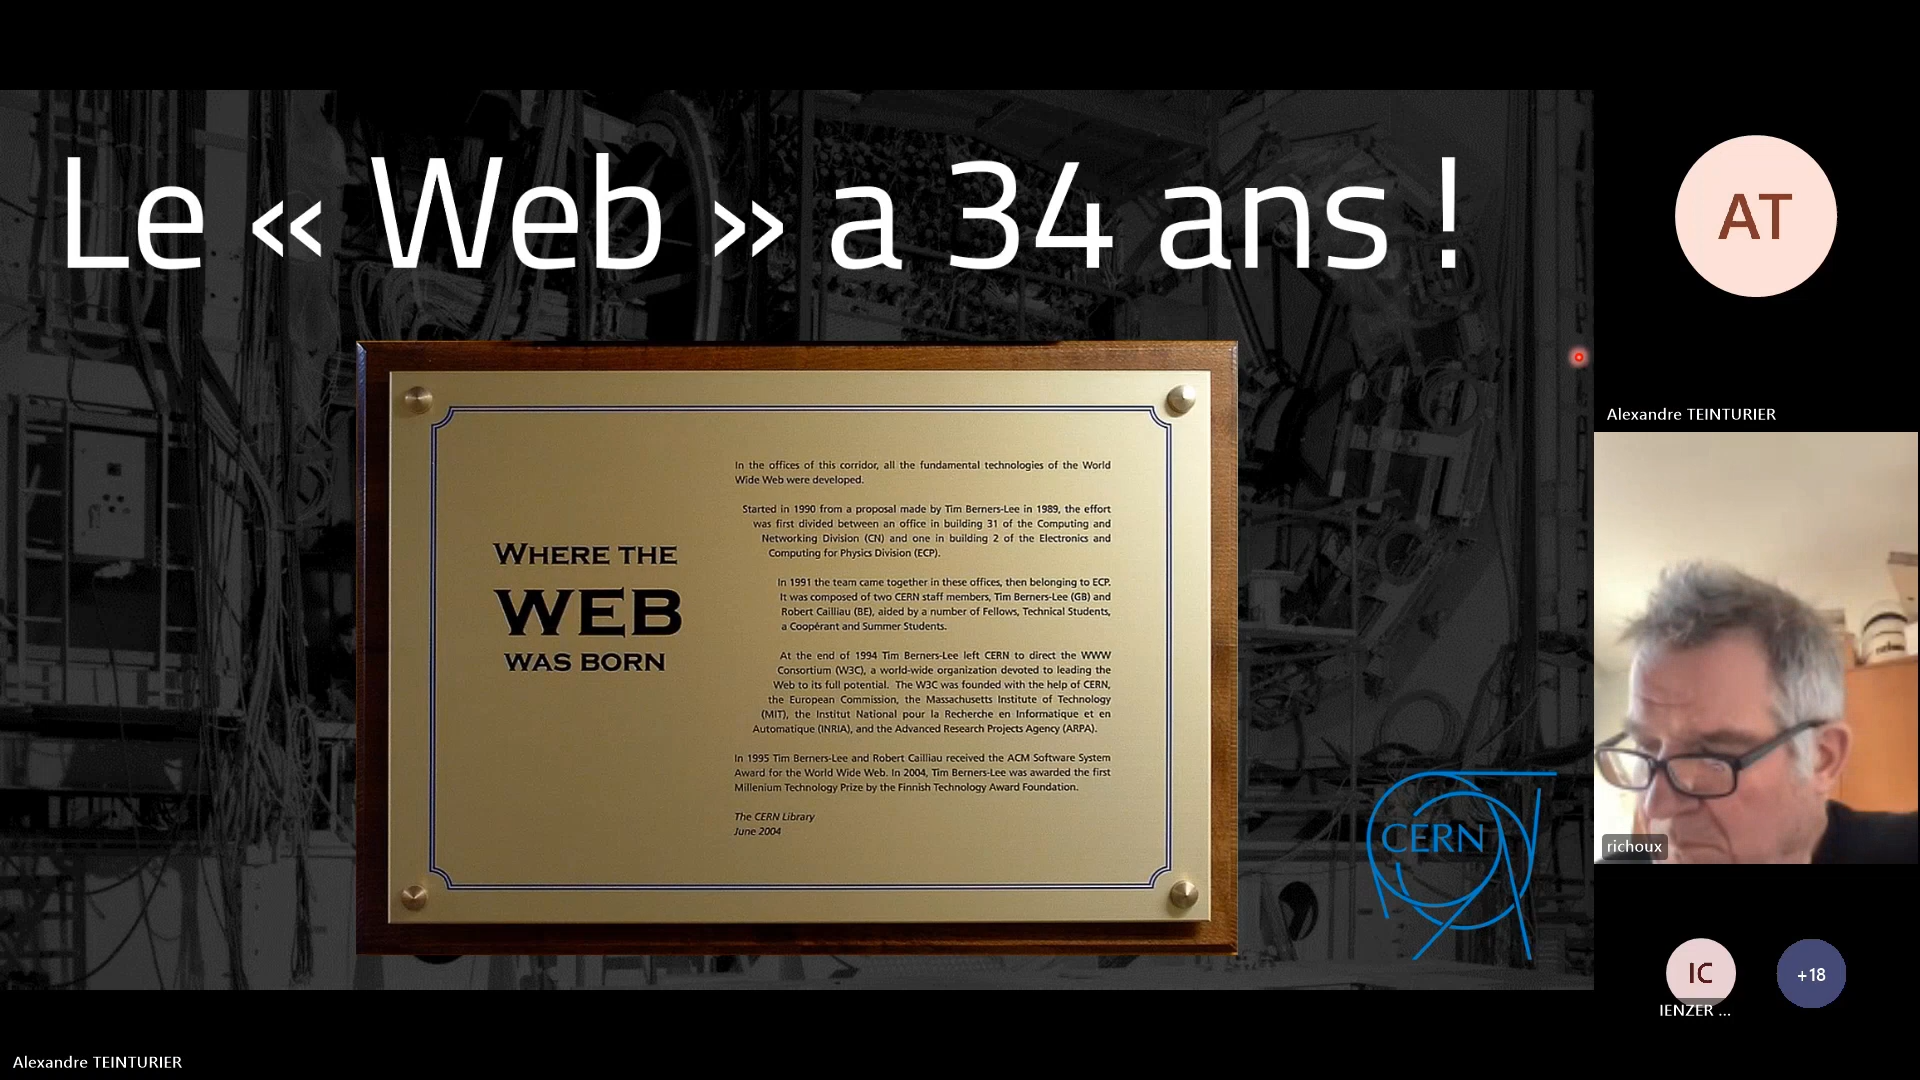 Le « Web » a 34 ans !
WHERE THE
WEB
WAS BORN
In the offices of this corridor, all the fundamental technologies of the World
Wide Web were developed.
Started in 1990 from a proposal made by Tim Berners-Lee in 1989, the effort
was first divided between an office in building 31 of the Computing and
Networking Division (CN) and one in building 2 of the Electronics and
Computing for Physics Division (ECP).
In 1991 the team came together in these offices, then belonging to ECP.
It was composed of two CERN staff members, Tim Berners-Lee (GB) and
Robert Cailliau (BE), aided by a number of Fellows, Technical Students,
a Coopérant and Summer Students.
At the end of 1994 Tim Berners-Lee left CERN to direct the WWW
Consortium (W3C), a world-wide organization devoted to leading the
Web to its full potential. The W3C was founded with the help of CERN,
the European Commission, the Massachusetts Institute of Technology
(MIT), the Institut National pour la Recherche en Informatique et en
Automatique (INRIA), and the Advanced Research Projects Agency (ARPA).
In 1995 Tim Berners-Lee and Robert Cailliau received the ACM Software System
Award for the World Wide Web. In 2004, Tim Berners-Lee was awarded the first
Millenium Technology Prize by the Finnish Technology Award Foundation.
The CERN Library
June 2004
CERN
AT
Alexandre TEINTURIER
richoux
IC
IENZER ...
+18
Alexandre TEINTURIER